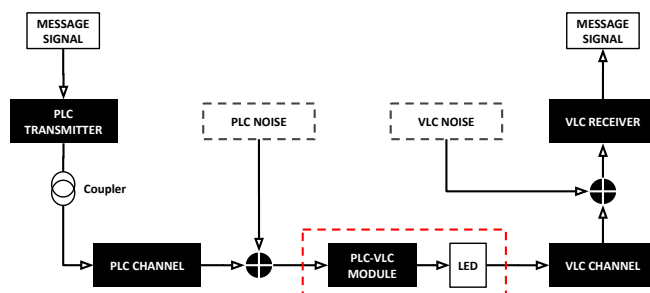 MESSAGE
SIGNAL
MESSAGE
SIGNAL
PLC
TRANSMITTER
PLC NOISE
VLC NOISE
VLC RECEIVER
Coupler
PLC CHANNEL
PLC-VLC
MODULE
LED
VLC CHANNEL